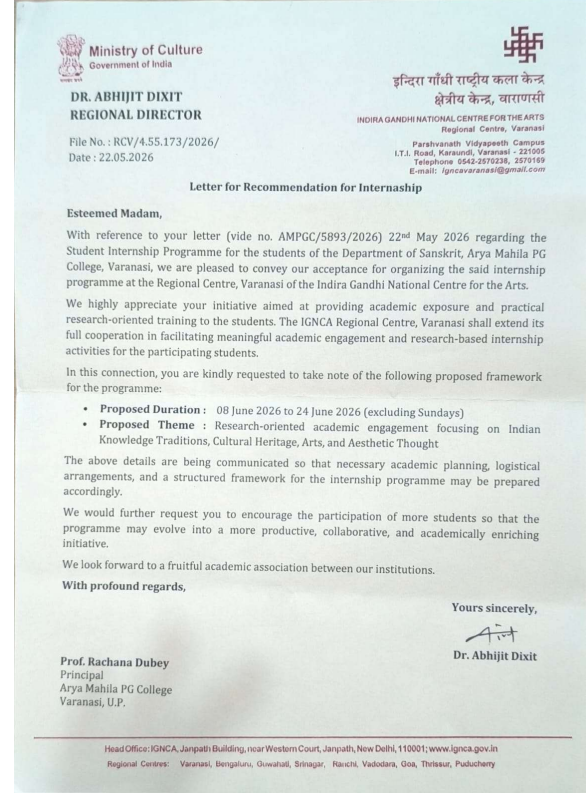 Ministry of Culture
Government of India
DR. ABHIJIT DIXIT
REGIONAL DIRECTOR
File No. : RCV/4.55.173/2026/
Date : 22.05.2026
इन्दिरा गाँधी राष्ट्रीय कला केन्द्र
क्षेत्रीय केन्द्र, वाराणसी
INDIRA GANDHI NATIONAL CENTRE FOR THE ARTS
Regional Centre, Varanasi
Parshvanath Vidyapeeth Campus
I.T.I. Road, Karaundi, Varanasi - 221005
Telephone 0542-2570238, 2570169
E-mail: igncavaranasi@gmail.com
Letter for Recommendation for Internaship
Esteemed Madam,
With reference to your letter (vide no. AMPGC/5893/2026) 22nd May 2026 regarding the
Student Internship Programme for the students of the Department of Sanskrit, Arya Mahila PG
College, Varanasi, we are pleased to convey our acceptance for organizing the said internship
programme at the Regional Centre, Varanasi of the Indira Gandhi National Centre for the Arts.
We highly appreciate your initiative aimed at providing academic exposure and practical
research-oriented training to the students. The IGNCA Regional Centre, Varanasi shall extend its
full cooperation in facilitating meaningful academic engagement and research-based internship
activities for the participating students.
In this connection, you are kindly requested to take note of the following proposed framework
for the programme:
• Proposed Duration : 08 June 2026 to 24 June 2026 (excluding Sundays)
• Proposed Theme : Research-oriented academic engagement focusing on Indian
Knowledge Traditions, Cultural Heritage, Arts, and Aesthetic Thought
The above details are being communicated so that necessary academic planning, logistical
arrangements, and a structured framework for the internship programme may be prepared
accordingly.
We would further request you to encourage the participation of more students so that the
programme may evolve into a more productive, collaborative, and academically enriching
initiative.
We look forward to a fruitful academic association between our institutions.
With profound regards,
Yours sincerely,
Dr. Abhijit Dixit
Prof. Rachana Dubey
Principal
Arya Mahila PG College
Varanasi, U.P.
Head Office: IGNCA, Janpath Building, near Western Court, Janpath, New Delhi, 110001; www.ignca.gov.in
Regional Centres: Varanasi, Bengaluru, Guwahati, Srinagar, Ranchi, Vadodara, Goa, Thrissur, Puducherry